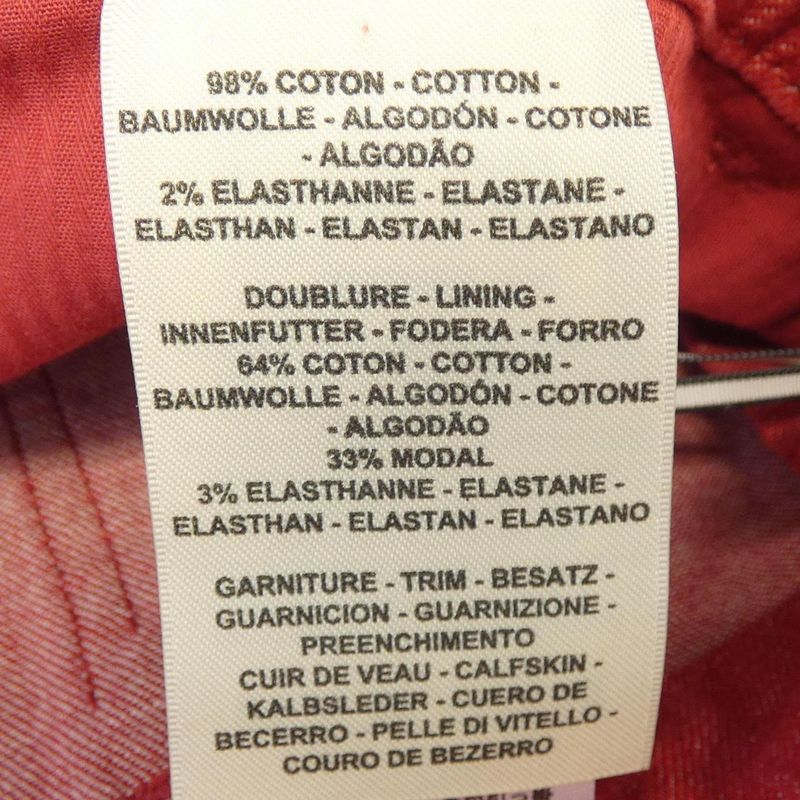 98% COTON - COTTON -
BAUMWOLLE - ALGODÓN - COTONE
- ALGODÃO
2% ELASTHANNE - ELASTANE -
ELASTHAN - ELASTAN - ELASTANO
DOUBLURE - LINING -
INNENFUTTER - FODERA - FORRO
64% COTON - COTTON -
BAUMWOLLE - ALGODÓN - COTONE
- ALGODÃO
33% MODAL
3% ELASTHANNE - ELASTANE -
ELASTHAN - ELASTAN - ELASTANO
GARNITURE - TRIM - BESATZ -
GUARNICION - GUARNIZIONE -
PREENCHIMENTO
CUIR DE VEAU - CALFSKIN -
KALBSLEDER - CUERO DE
BECERRO - PELLE DI VITELLO -
COURO DE BEZERRO